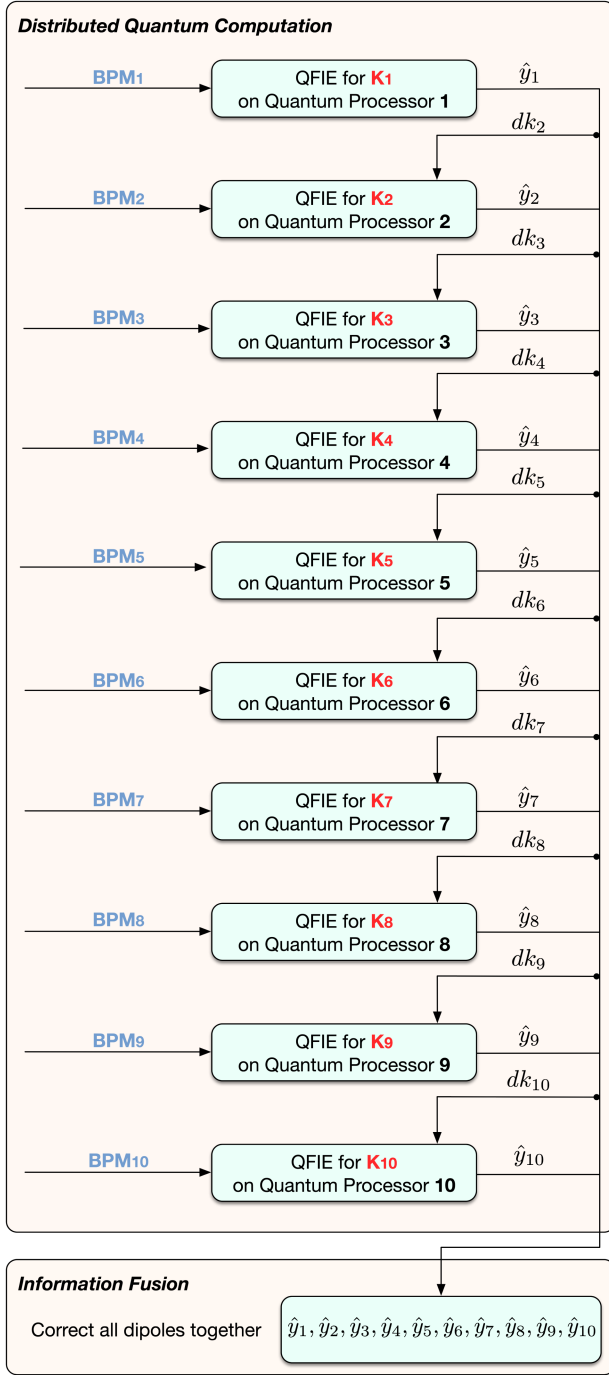 Distributed Quantum Computation
BPM₁
QFIE for K₁
on Quantum Processor 1
ŷ₁
dk₂
BPM₂
QFIE for K₂
on Quantum Processor 2
ŷ₂
dk₃
BPM₃
QFIE for K₃
on Quantum Processor 3
ŷ₃
dk₄
BPM₄
QFIE for K₄
on Quantum Processor 4
ŷ₄
dk₅
BPM₅
QFIE for K₅
on Quantum Processor 5
ŷ₅
dk₆
BPM₆
QFIE for K₆
on Quantum Processor 6
ŷ₆
dk₇
BPM₇
QFIE for K₇
on Quantum Processor 7
ŷ₇
dk₈
BPM₈
QFIE for K₈
on Quantum Processor 8
ŷ₈
dk₉
BPM₉
QFIE for K₉
on Quantum Processor 9
ŷ₉
dk₁₀
BPM₁₀
QFIE for K₁₀
on Quantum Processor 10
ŷ₁₀
Information Fusion
Correct all dipoles together
ŷ₁, ŷ₂, ŷ₃, ŷ₄, ŷ₅, ŷ₆, ŷ₇, ŷ₈, ŷ₉, ŷ₁₀